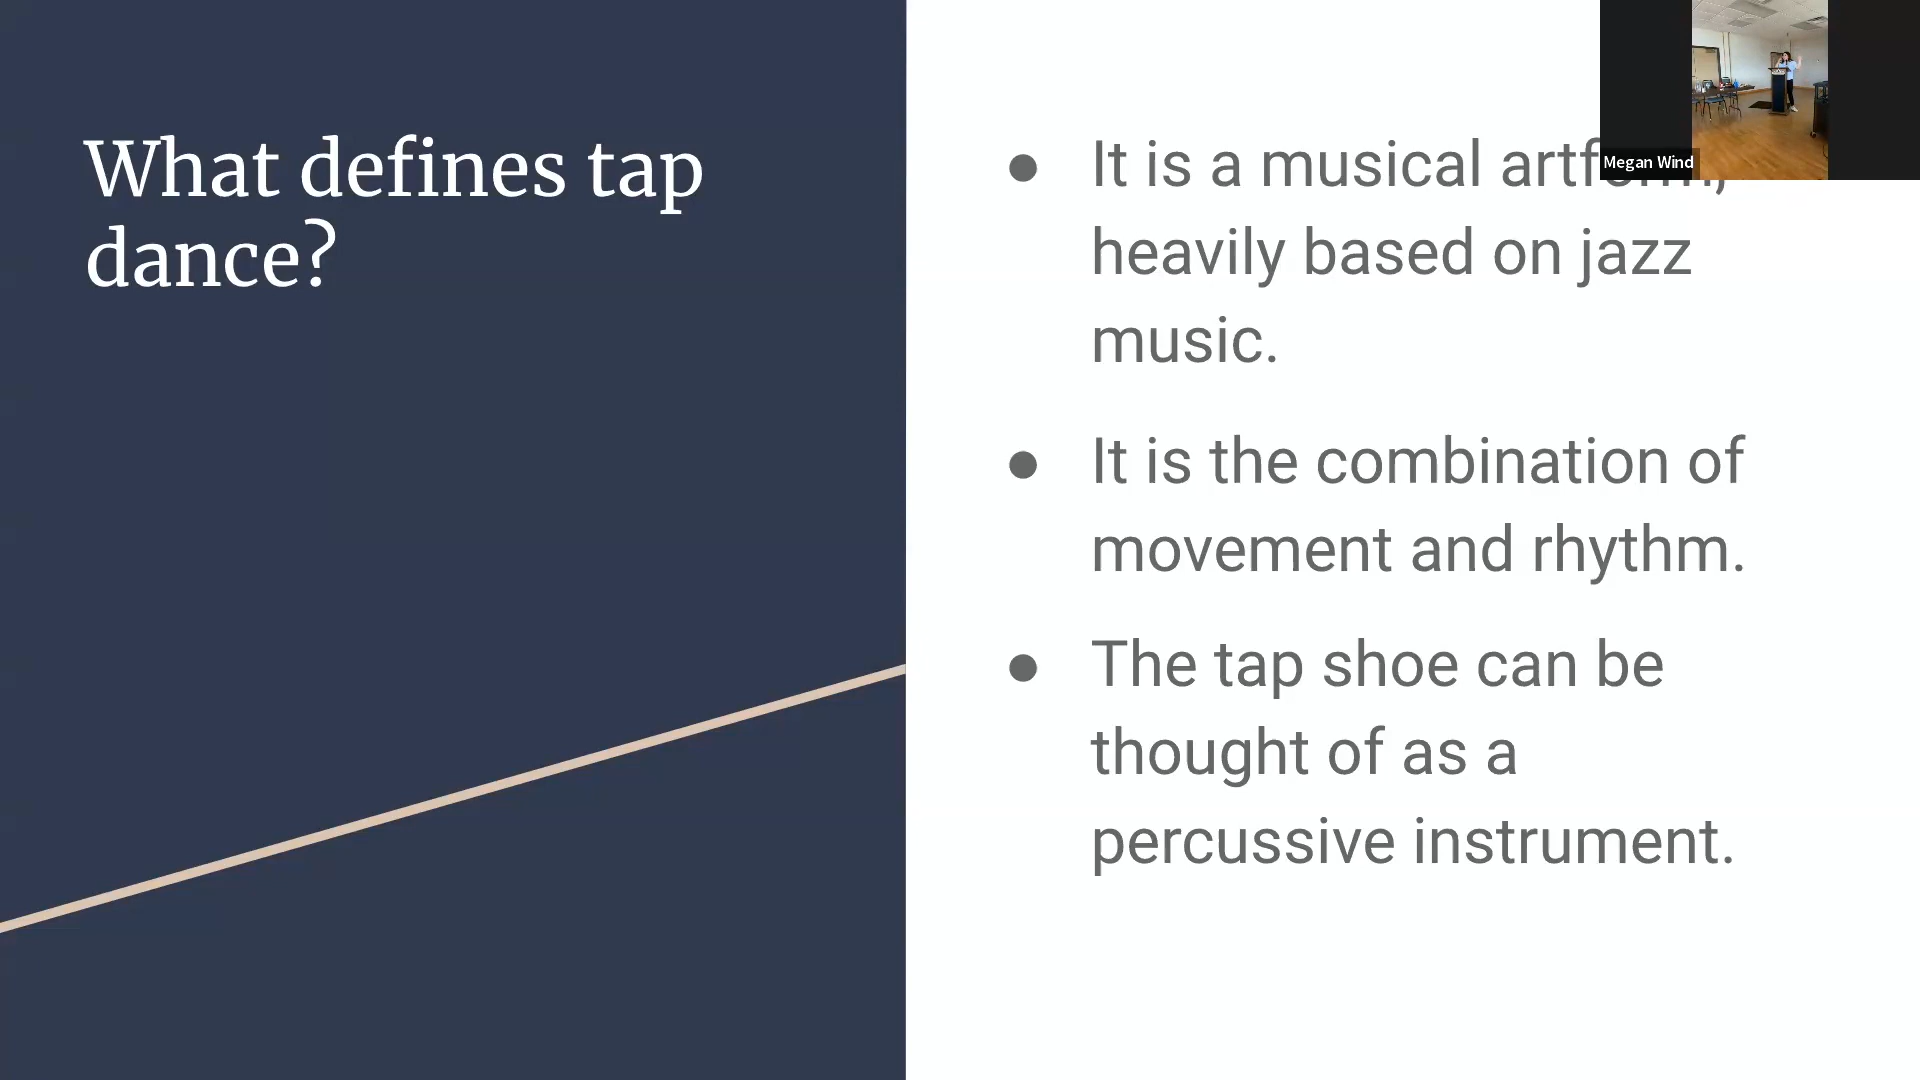 What defines tap
dance?
● It is a musical artform,
heavily based on jazz
music.
● It is the combination of
movement and rhythm.
● The tap shoe can be
thought of as a
percussive instrument.
Megan Wind